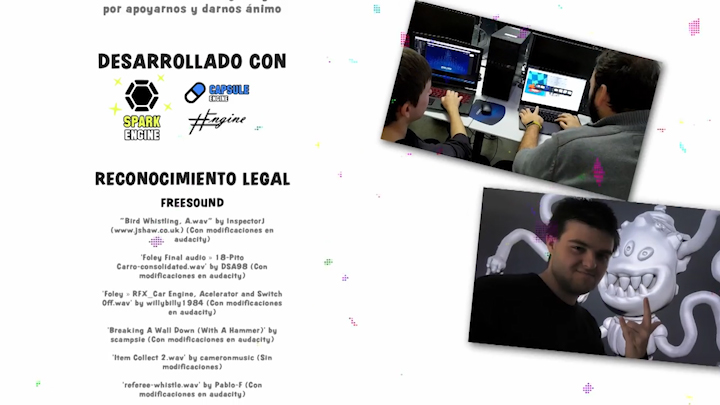 por apoyarnos y darnos ánimo
DESARROLLADO CON
SPARK
ENGINE
CAPSULE
ENGINE
Engine
RECONOCIMIENTO LEGAL
FREESOUND
"Bird Whistling, A.wav" by InspectorJ
(www.jshaw.co.uk) (Con modificaciones en
audacity)
'Foley Final audio » 18-Pito
Carro-consolidated.wav' by DSA98 (Con
modificaciones en audacity)
'Foley » RFX_Car Engine, Acelerator and Switch
Off.wav' by willybilly1984 (Con modificaciones
en audacity)
'Breaking A Wall Down (With A Hammer)' by
scampsie (Con modificaciones en audacity)
'Item Collect 2.wav' by cameronmusic (Sin
modificaciones)
'referee-whistle.wav' by Pablo-F (Con
modificaciones en audacity)